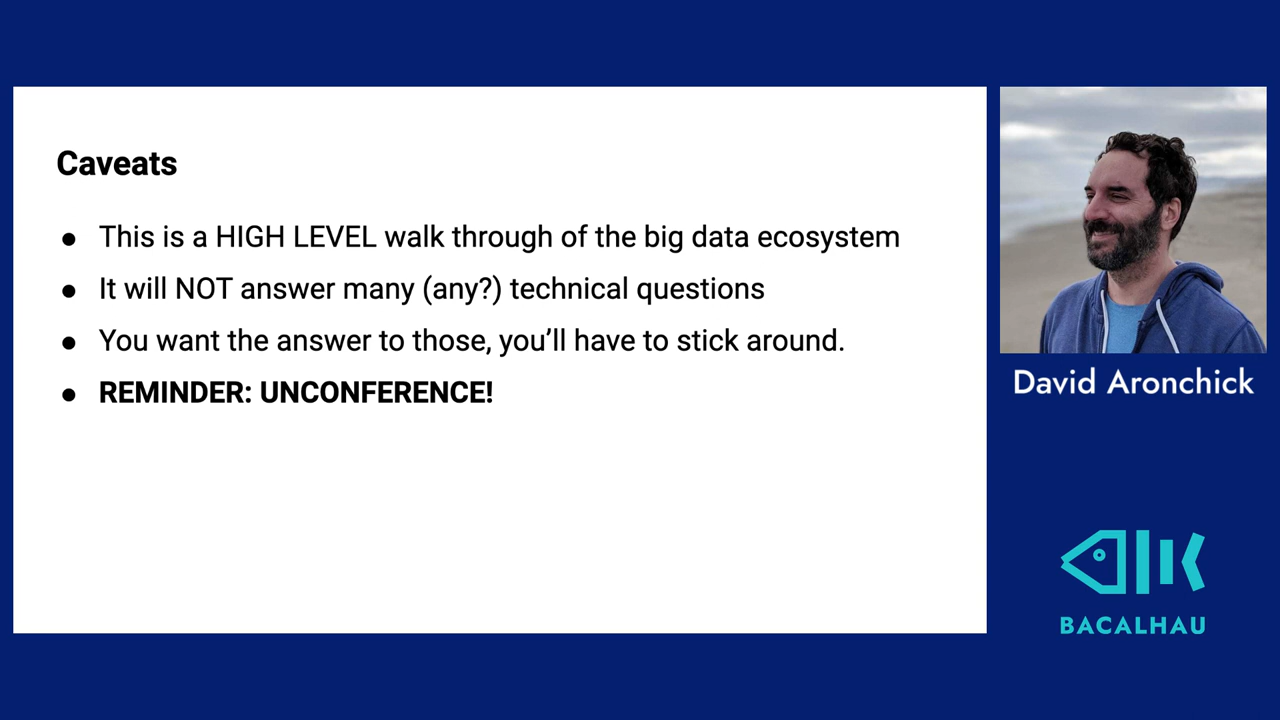 Caveats
● This is a HIGH LEVEL walk through of the big data ecosystem
● It will NOT answer many (any?) technical questions
● You want the answer to those, you’ll have to stick around.
● REMINDER: UNCONFERENCE!
David Aronchick
BACALHAU